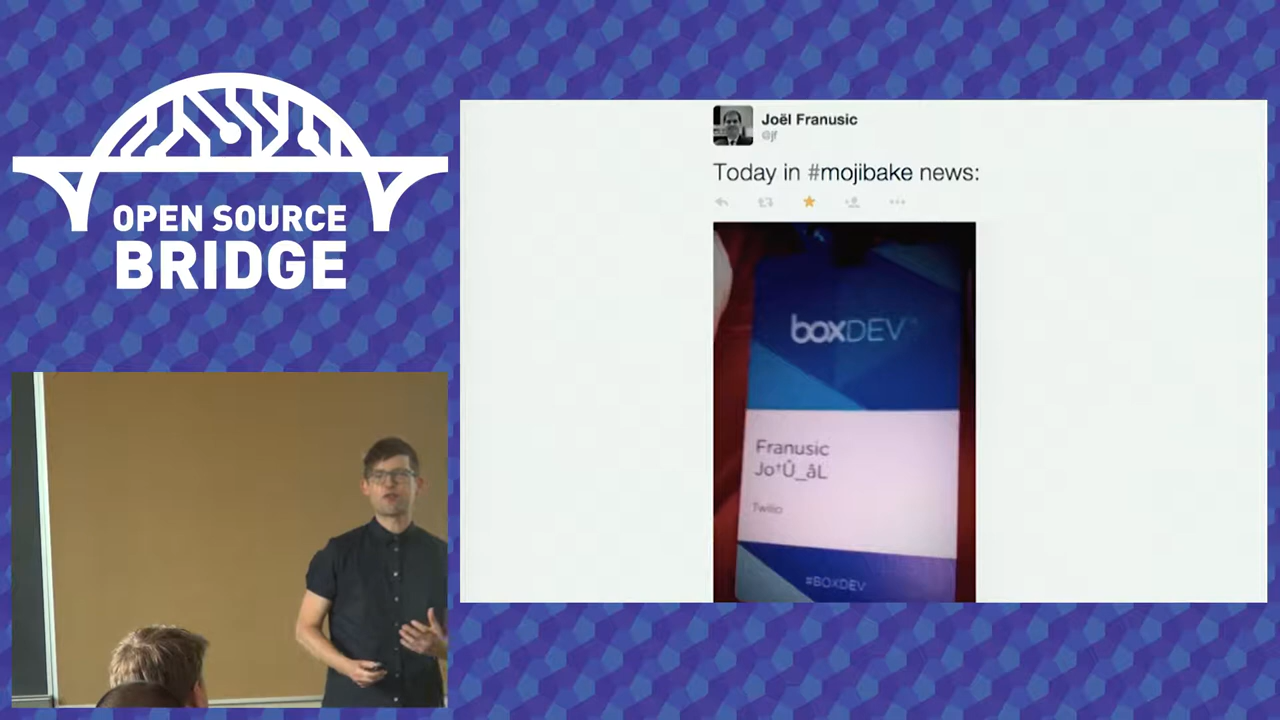 OPEN SOURCE
BRIDGE
Joël Franusic
@jf
Today in #mojibake news:
boxDEV
Franusic
Jo†Û_âL
Twilio
#BOXDEV